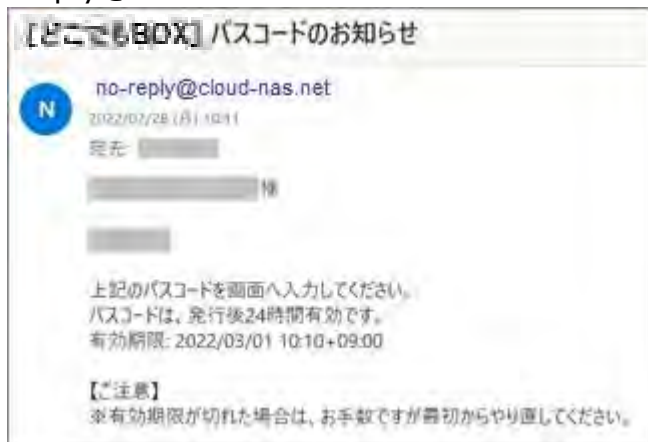 [どこでもBOX] パスコードのお知らせ
no-reply@cloud-nas.net
N
2022/02/28 (月) 10:11
宛先:
様
上記のパスコードを画面へ入力してください。
パスコードは、発行後24時間有効です。
有効期限: 2022/03/01 10:10+09:00
【ご注意】
※有効期限が切れた場合は、お手数ですが最初からやり直してください。